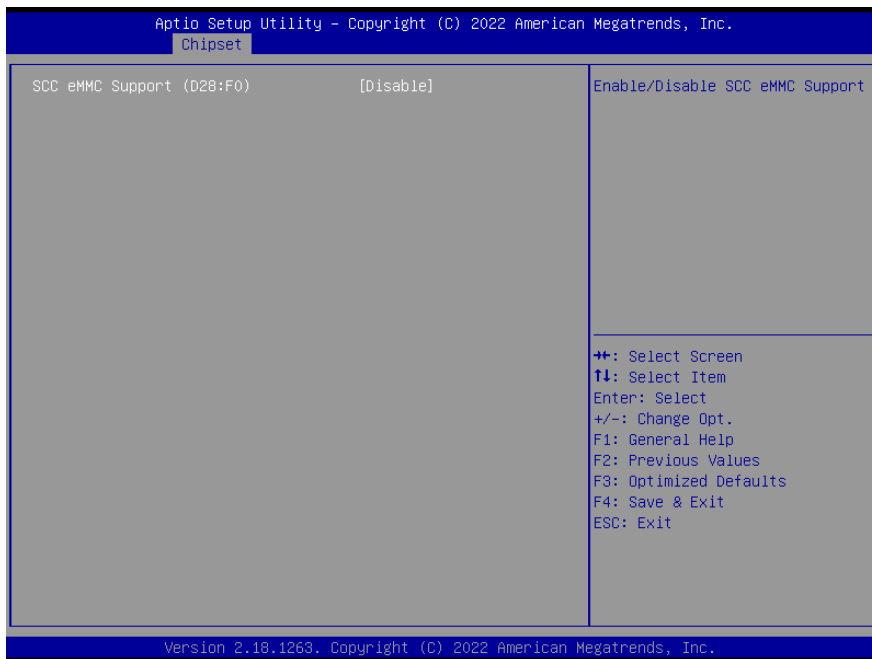 Aptio Setup Utility – Copyright (C) 2022 American Megatrends, Inc.
Chipset
SCC eMMC Support (D28:F0) [Disable]
Enable/Disable SCC eMMC Support
→←: Select Screen
↑↓: Select Item
Enter: Select
+/-: Change Opt.
F1: General Help
F2: Previous Values
F3: Optimized Defaults
F4: Save & Exit
ESC: Exit
Version 2.18.1263. Copyright (C) 2022 American Megatrends, Inc.